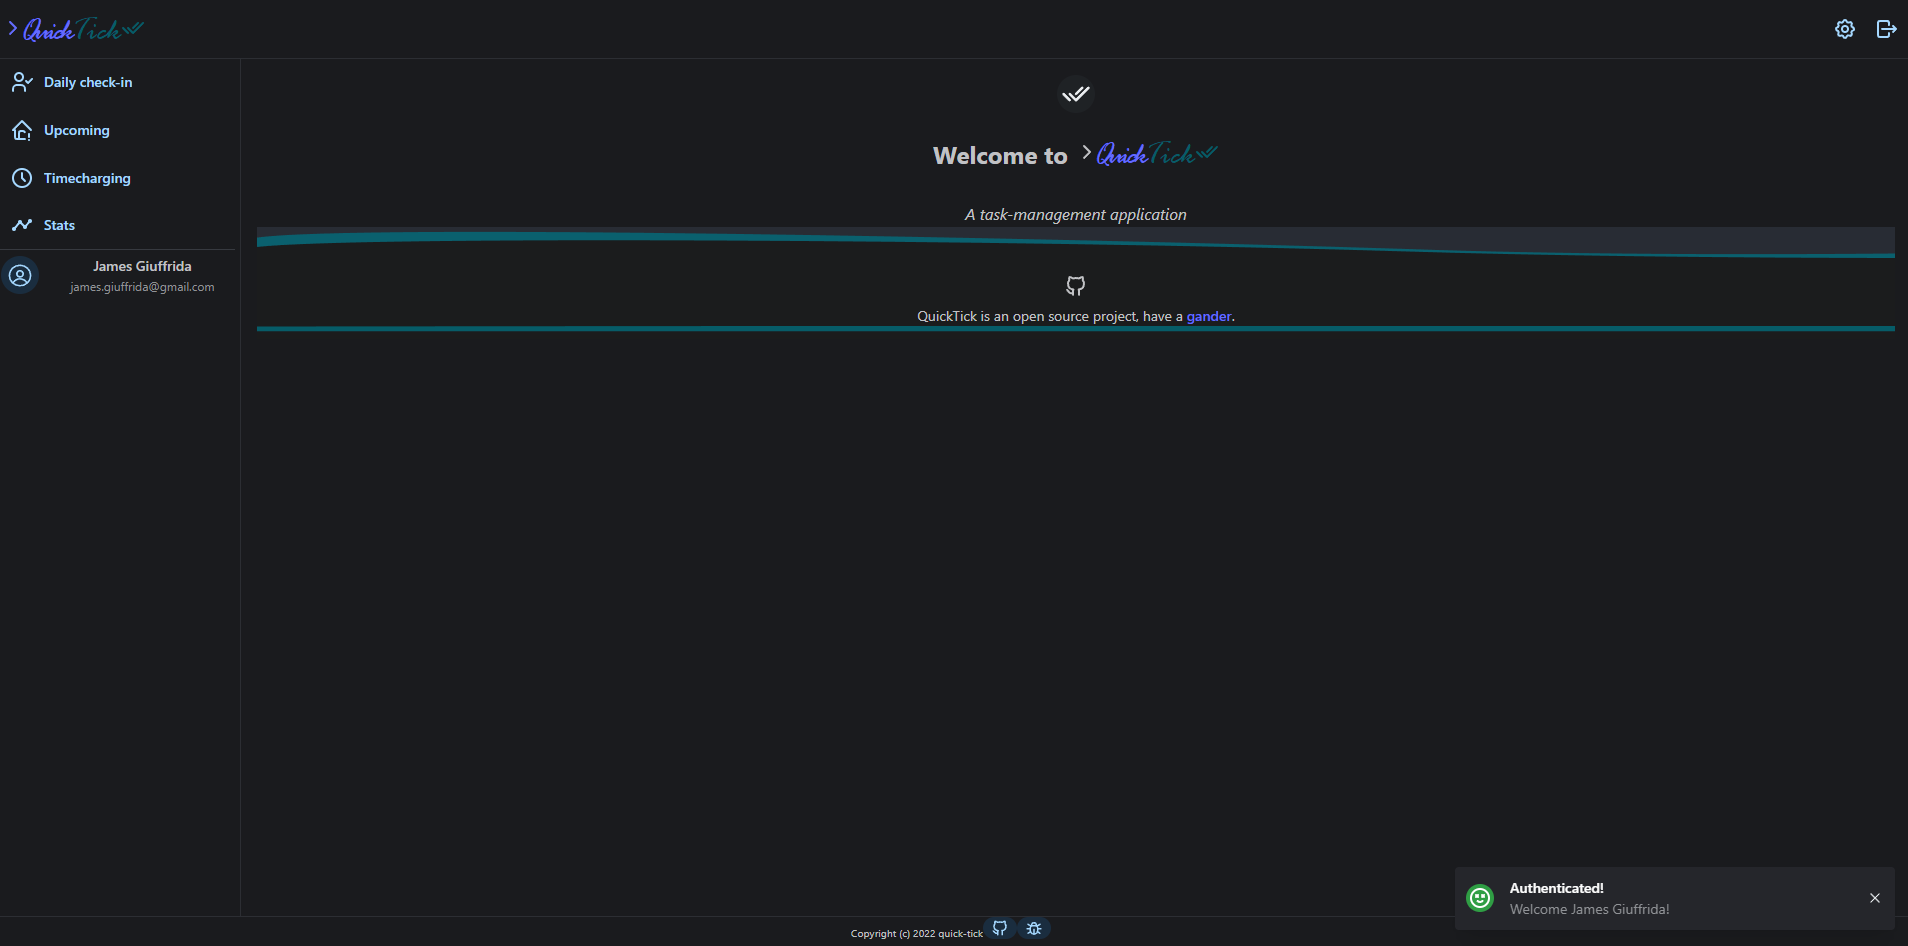 QuickTick
Daily check-in
Upcoming
Timecharging
Stats
James Giuffrida
james.giuffrida@gmail.com
Welcome to QuickTick
A task-management application
QuickTick is an open source project, have a gander.
Authenticated!
Welcome James Giuffrida!
Copyright (c) 2022 quick-tick